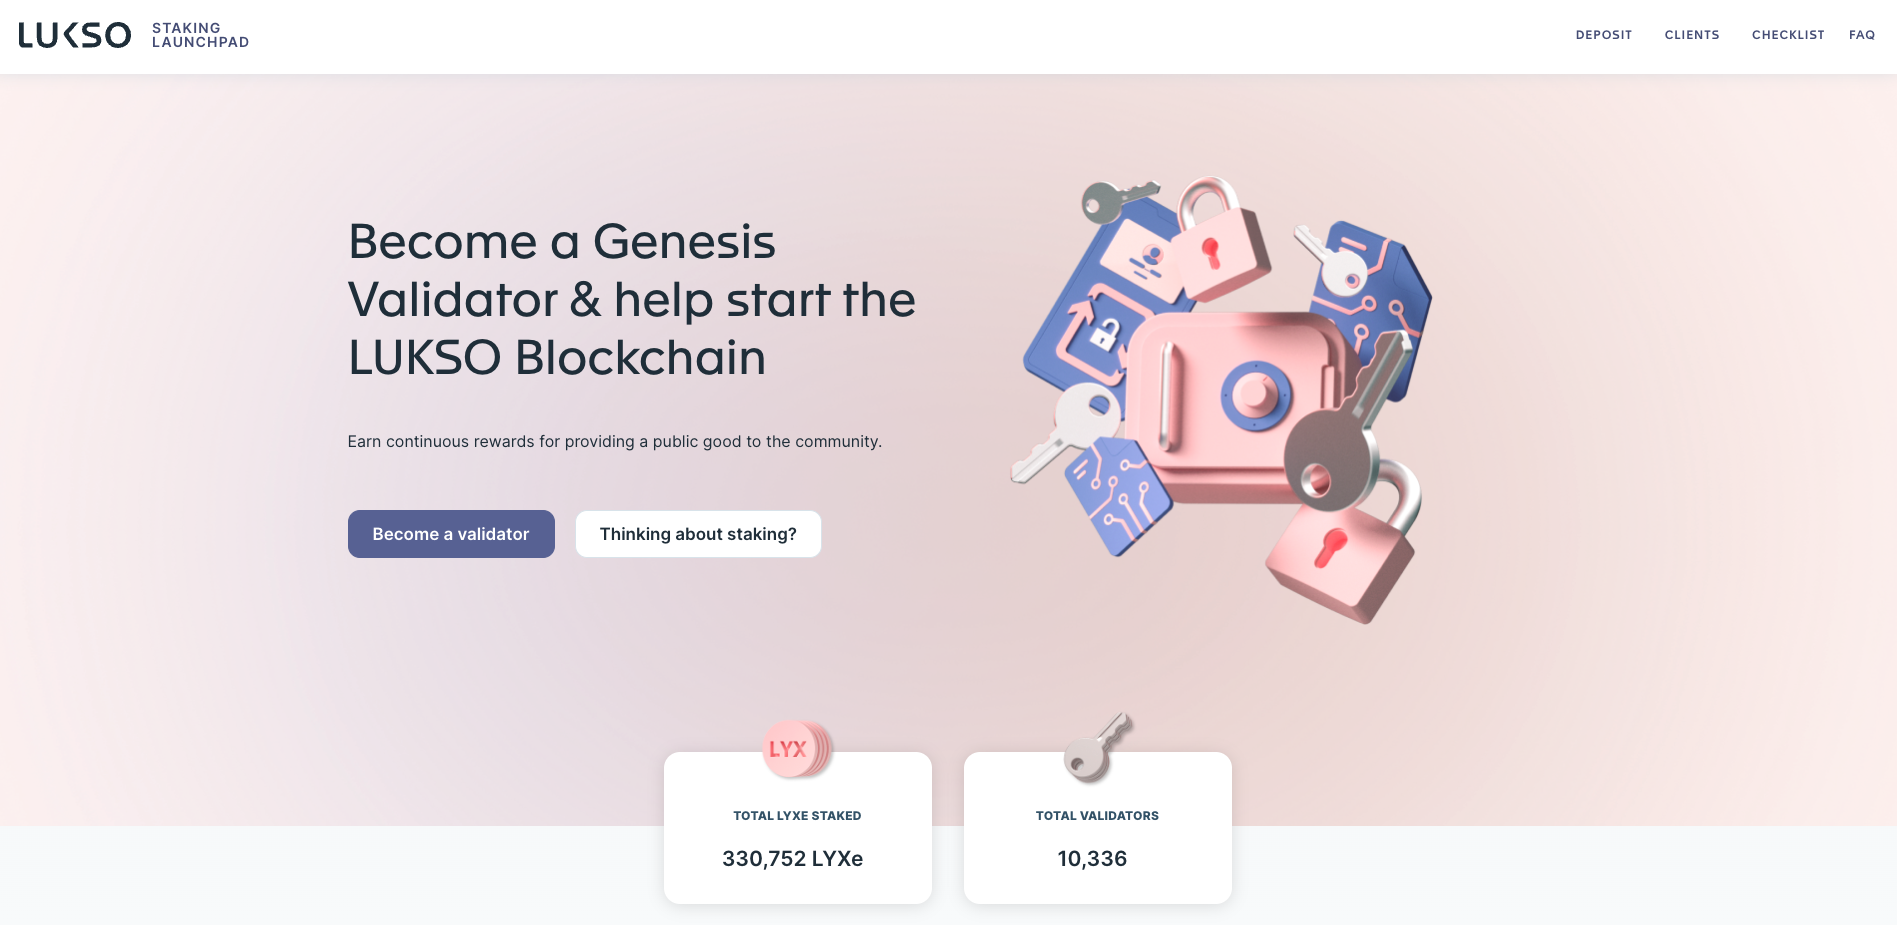 LUKSO
STAKING
LAUNCHPAD
DEPOSIT
CLIENTS
CHECKLIST
FAQ
Become a Genesis
Validator & help start the
LUKSO Blockchain
Earn continuous rewards for providing a public good to the community.
Become a validator
Thinking about staking?
LYX
TOTAL LYXE STAKED
330,752 LYXe
TOTAL VALIDATORS
10,336